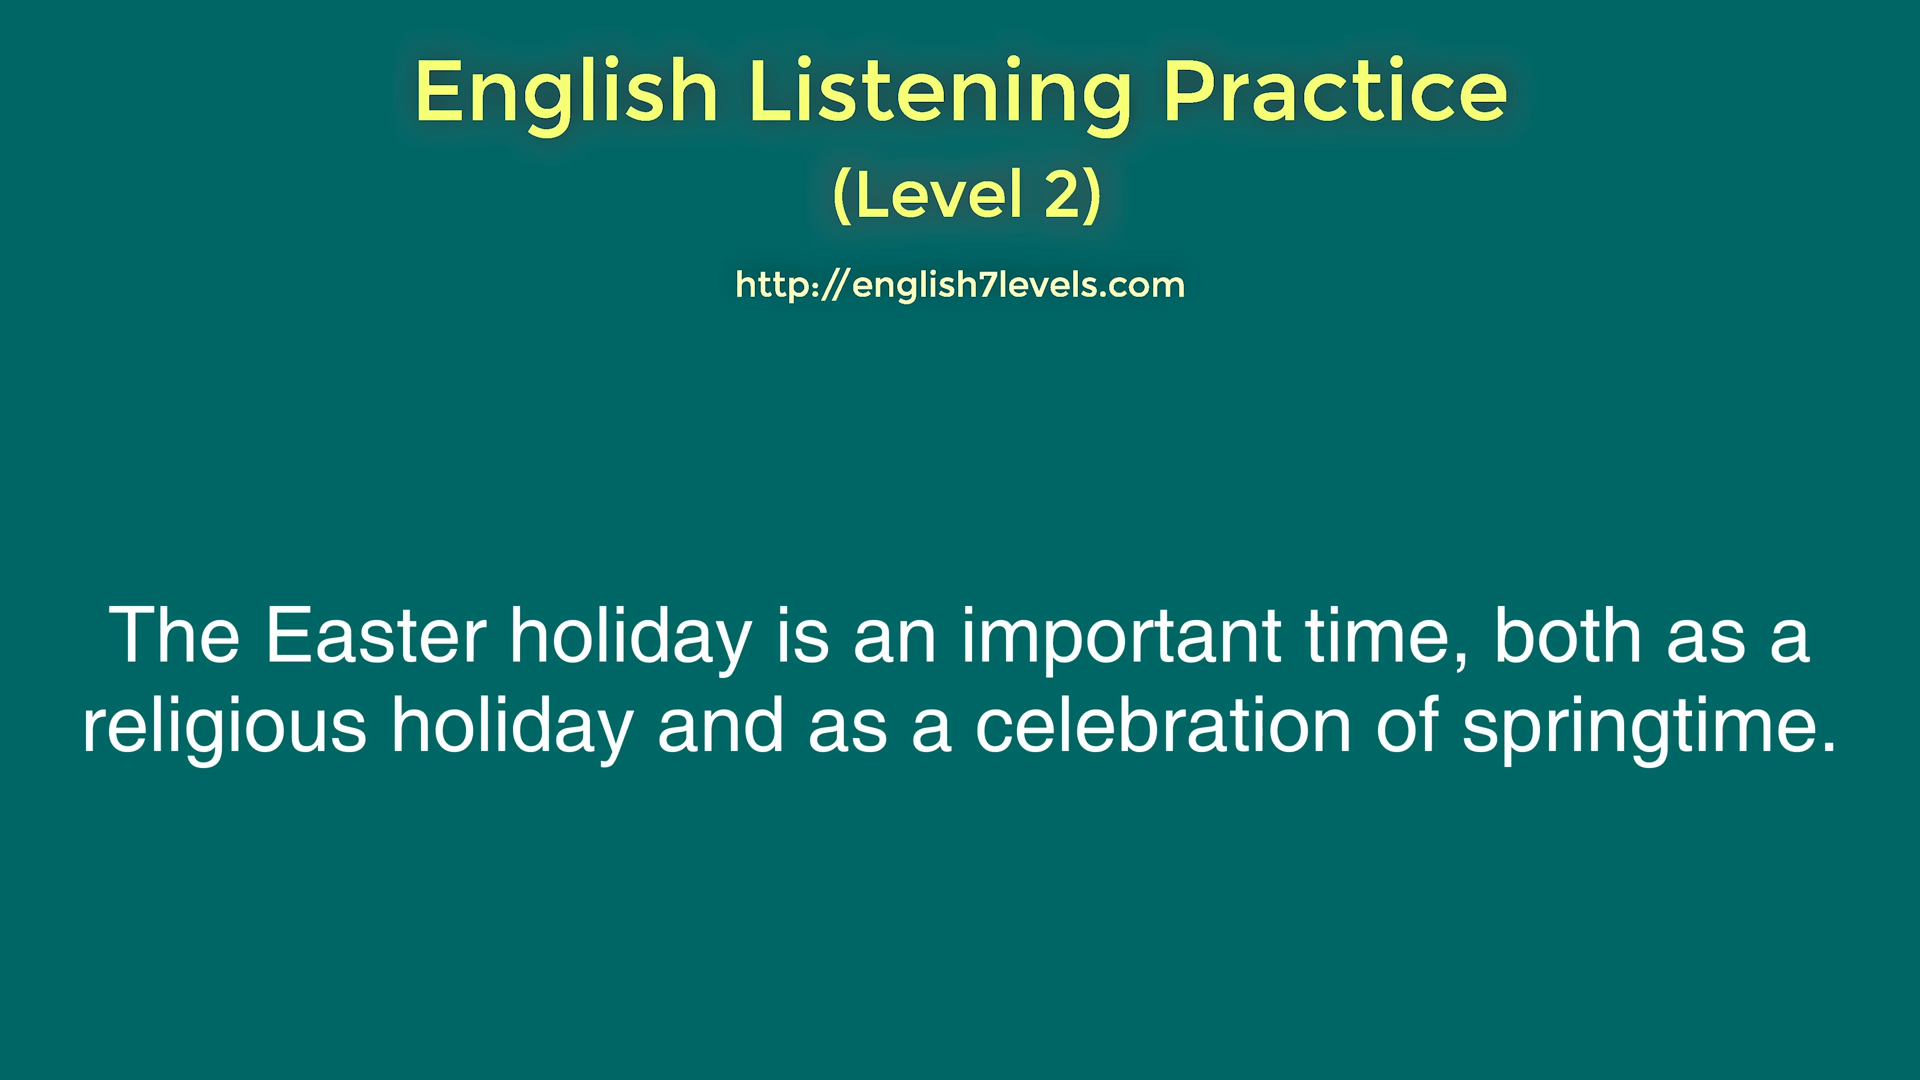 English Listening Practice
(Level 2)
http://english7levels.com
The Easter holiday is an important time, both as a
religious holiday and as a celebration of springtime.